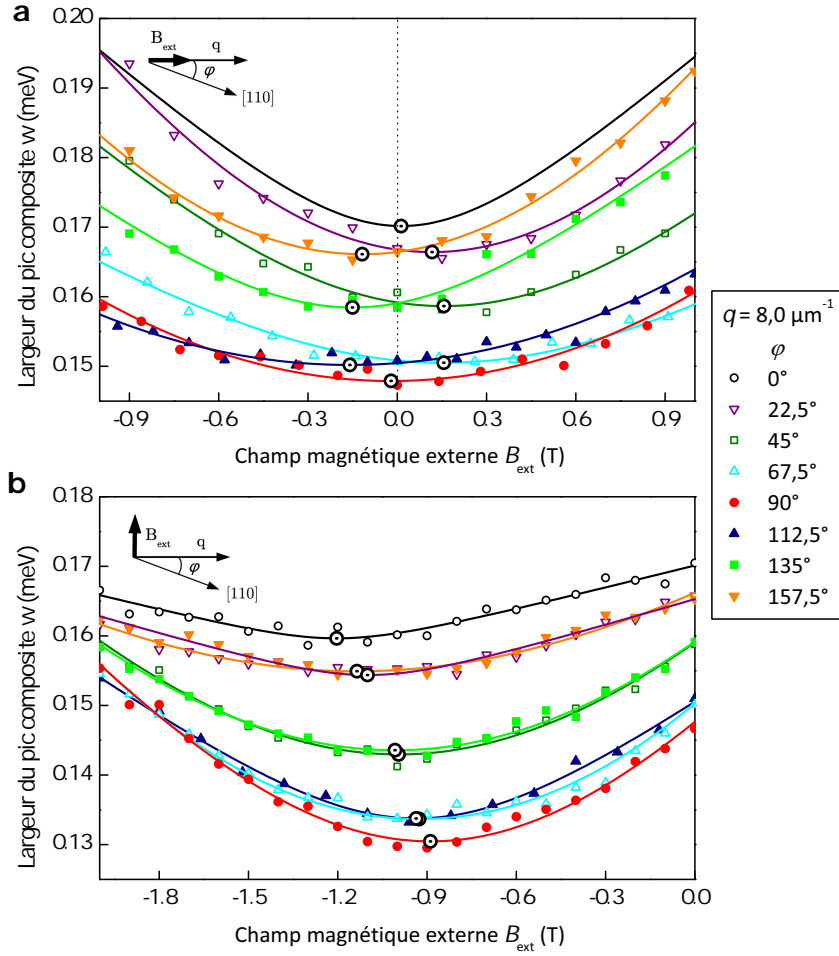 a
0.20
0.19
0.18
0.17
0.16
0.15
Largeur du pic composite w (meV)
B_ext q
φ
[110]
-0.9 -0.6 -0.3 0.0 0.3 0.6 0.9
Champ magnétique externe B_ext (T)
b
0.18
0.17
0.16
0.15
0.14
0.13
Largeur du pic composite w (meV)
B_ext q
φ
[110]
-1.8 -1.5 -1.2 -0.9 -0.6 -0.3 0.0
Champ magnétique externe B_ext (T)
q = 8,0 µm⁻¹
φ
0°
22,5°
45°
67,5°
90°
112,5°
135°
157,5°